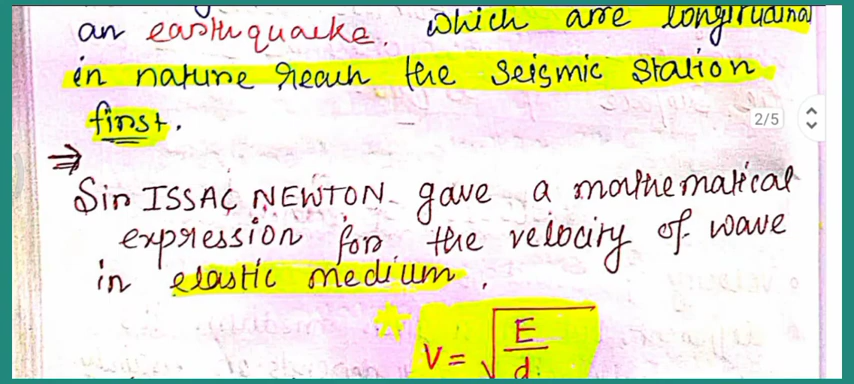 an earthquake, which are longitudinal
in nature reach the seismic station
first.
2/5
⇒
Sir ISSAC NEWTON gave a mathematical
expression for the velocity of wave
in elastic medium.
* V = √E/d